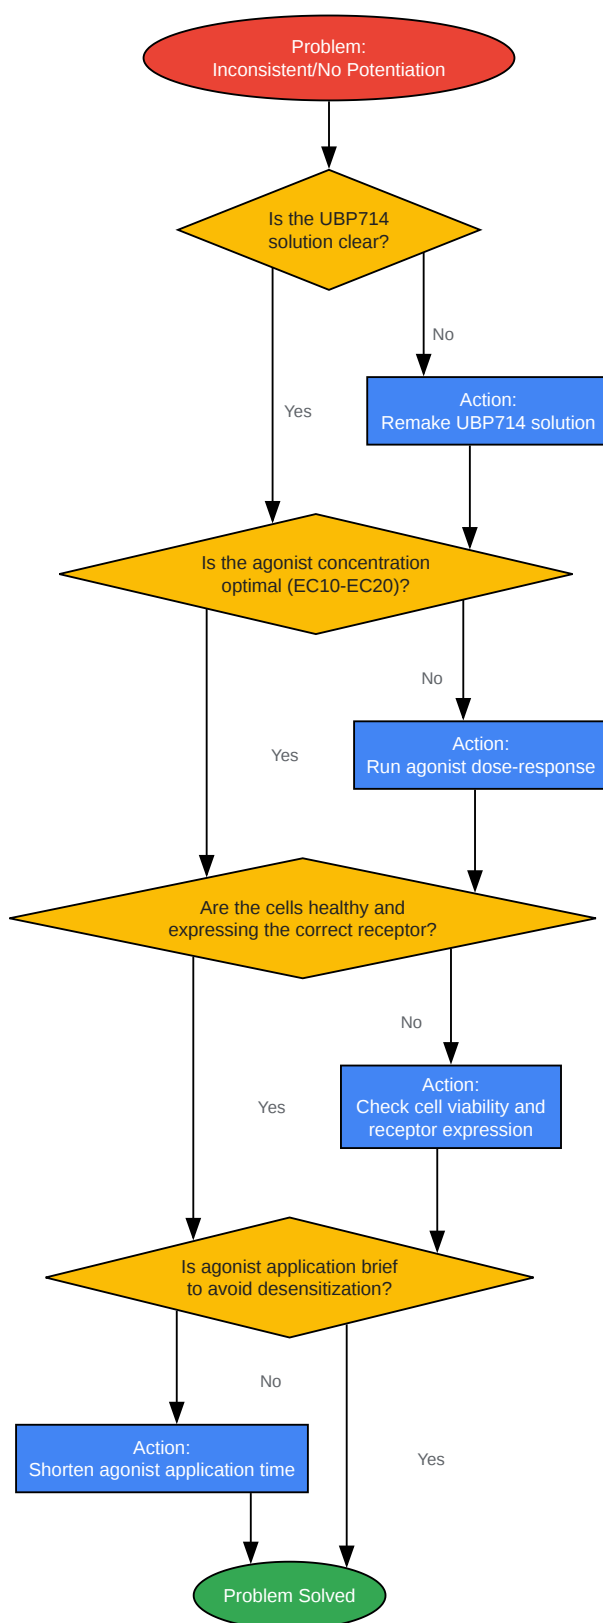 Problem:
Inconsistent/No Potentiation
Is the UBP714
solution clear?
No
Yes
Action:
Remake UBP714 solution
Is the agonist concentration
optimal (EC10-EC20)?
No
Yes
Action:
Run agonist dose-response
Are the cells healthy and
expressing the correct receptor?
No
Yes
Action:
Check cell viability and
receptor expression
Is agonist application brief
to avoid desensitization?
No
Yes
Action:
Shorten agonist application time
Problem Solved